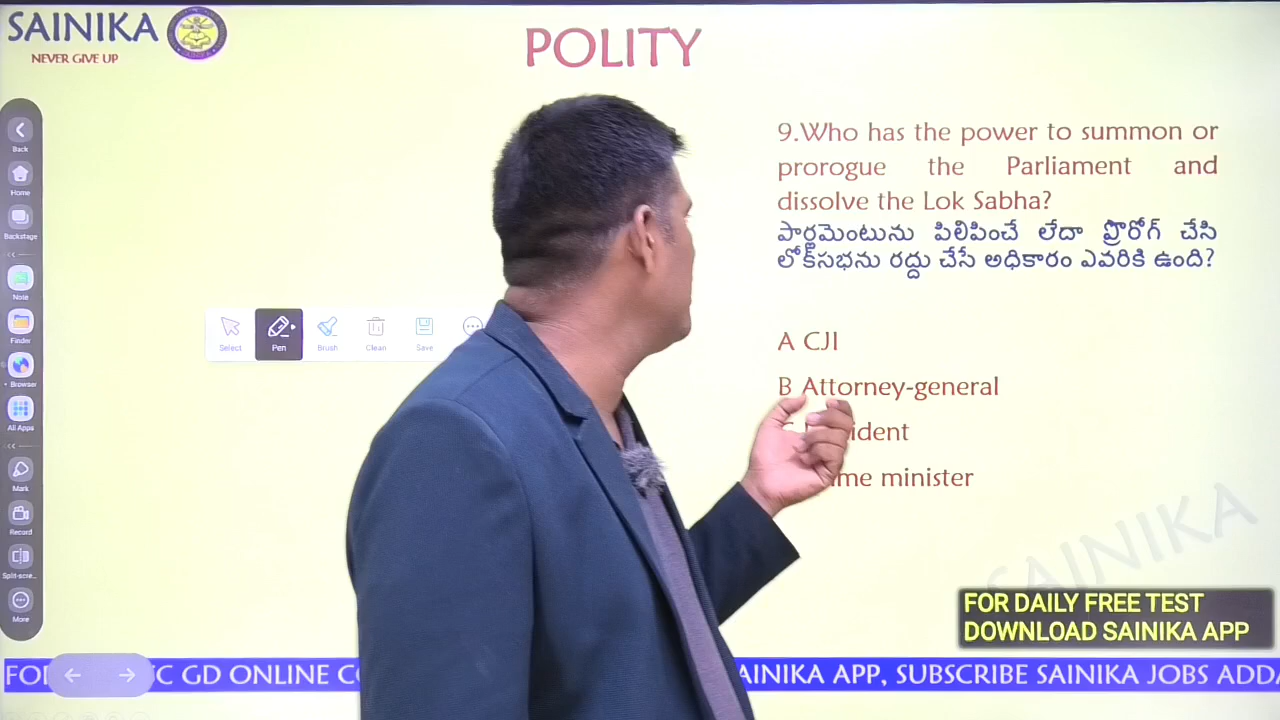 SAINIKA
NEVER GIVE UP
POLITY
Back
Home
Backstage
Note
Finder
Browser
All Apps
Mark
Record
Split-scre...
More
Select
Pen
Brush
Clean
Save
9.Who has the power to summon or
prorogue the Parliament and
dissolve the Lok Sabha?
పార్లమెంటును పిలిపించే లేదా ప్రొరోగ్ చేసి
లోక్‌సభను రద్దు చేసే అధికారం ఎవరికి ఉంది?
A CJI
B Attorney-general
ident
me minister
SAINIKA
FOR DAILY FREE TEST
DOWNLOAD SAINIKA APP
GD ONLINE
AINIKA APP, SUBSCRIBE SAINIKA JOBS ADDA